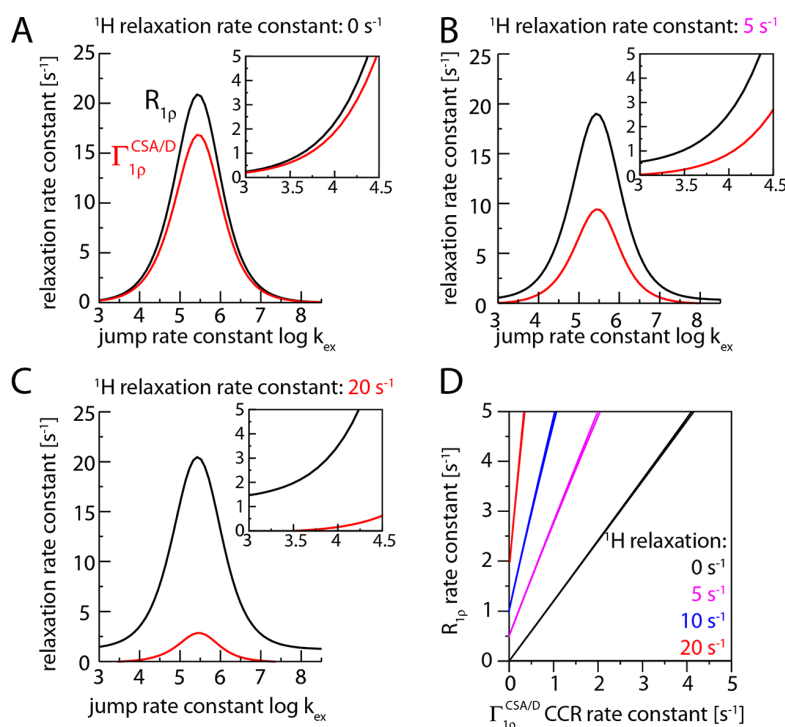 A
¹H relaxation rate constant: 0 s⁻¹
relaxation rate constant [s⁻¹]
25
20
15
10
5
0
3 4 5 6 7 8
jump rate constant log kₑₓ
R₁ρ
Γ₁ρ^CSA/D
5
4
3
2
1
0
3 3.5 4 4.5
B
¹H relaxation rate constant: 5 s⁻¹
relaxation rate constant [s⁻¹]
25
20
15
10
5
0
3 4 5 6 7 8
jump rate constant log kₑₓ
5
4
3
2
1
0
3 3.5 4 4.5
C
¹H relaxation rate constant: 20 s⁻¹
relaxation rate constant [s⁻¹]
25
20
15
10
5
0
3 4 5 6 7 8
jump rate constant log kₑₓ
5
4
3
2
1
0
3 3.5 4 4.5
D
R₁ρ rate constant [s⁻¹]
5
4
3
2
1
0
0 1 2 3 4 5
Γ₁ρ^CSA/D CCR rate constant [s⁻¹]
¹H relaxation:
0 s⁻¹
5 s⁻¹
10 s⁻¹
20 s⁻¹